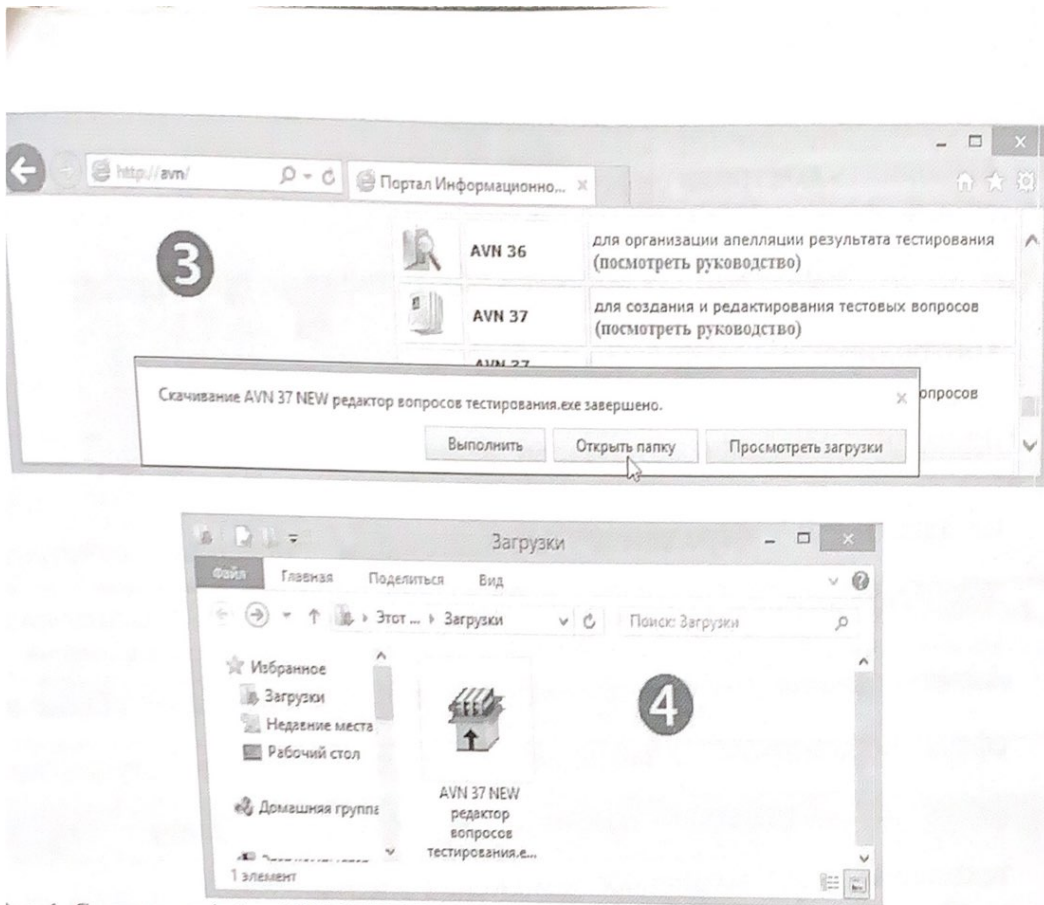 http://avn/
Портал Информационно...
3
AVN 36
для организации апелляции результата тестирования
(посмотреть руководство)
AVN 37
для создания и редактирования тестовых вопросов
(посмотреть руководство)
AVN 37
опросов
Скачивание AVN 37 NEW редактор вопросов тестирования.exe завершено.
Выполнить Открыть папку Просмотреть загрузки
Загрузки
Файл Главная Поделиться Вид
Этот ... Загрузки
Поиск: Загрузки
Избранное
Загрузки
Недавние места
Рабочий стол
Домашняя группа
4
AVN 37 NEW
редактор
вопросов
тестирования.e...
1 элемент